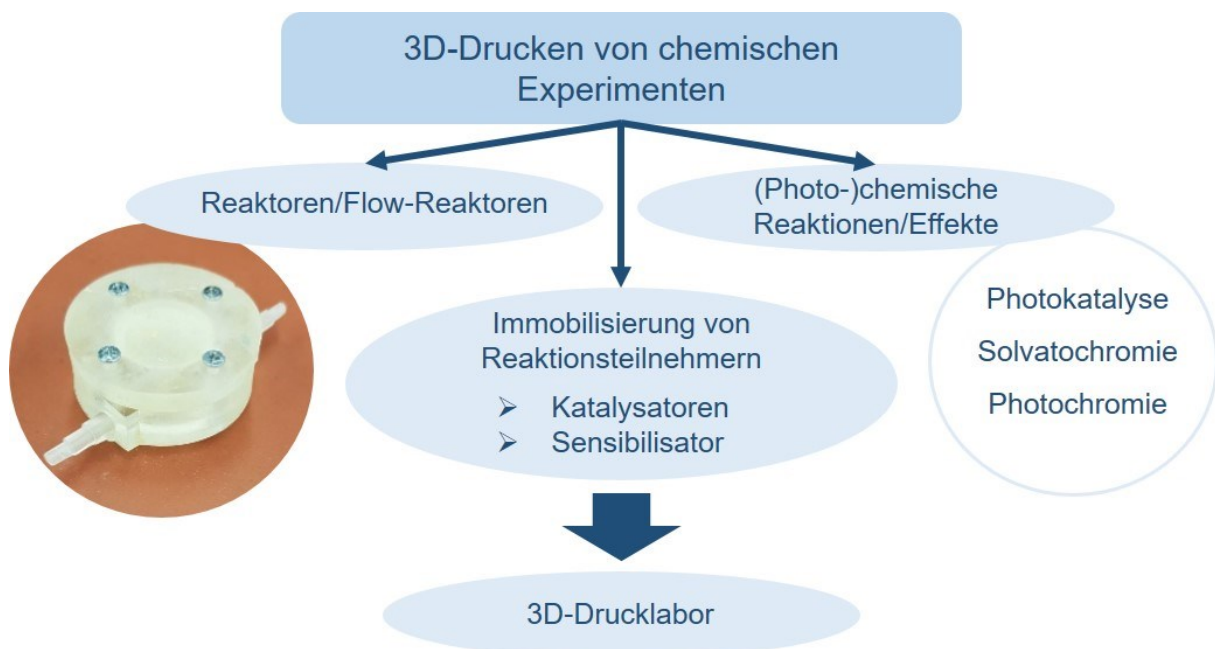 3D-Drucken von chemischen
Experimenten
Reaktoren/Flow-Reaktoren
(Photo-)chemische
Reaktionen/Effekte
Immobilisierung von
Reaktionsteilnehmern
➢ Katalysatoren
➢ Sensibilisator
Photokatalyse
Solvatochromie
Photochromie
3D-Drucklabor